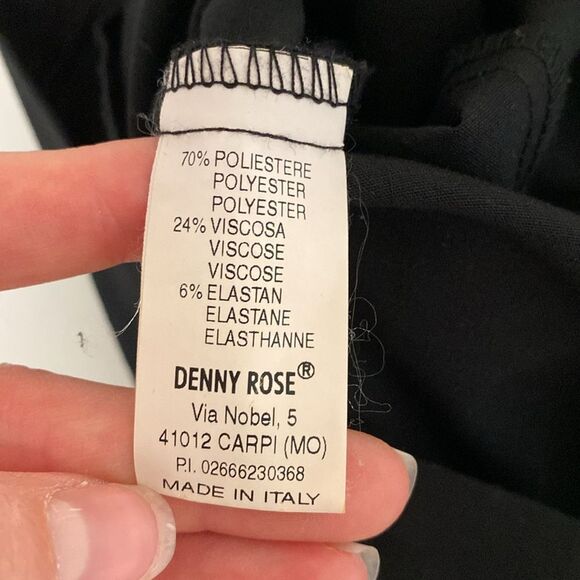 70% POLIESTERE
POLYESTER
POLYESTER
24% VISCOSA
VISCOSE
VISCOSE
6% ELASTAN
ELASTANE
ELASTHANNE
DENNY ROSE®
Via Nobel, 5
41012 CARPI (MO)
P.I. 02666230368
MADE IN ITALY